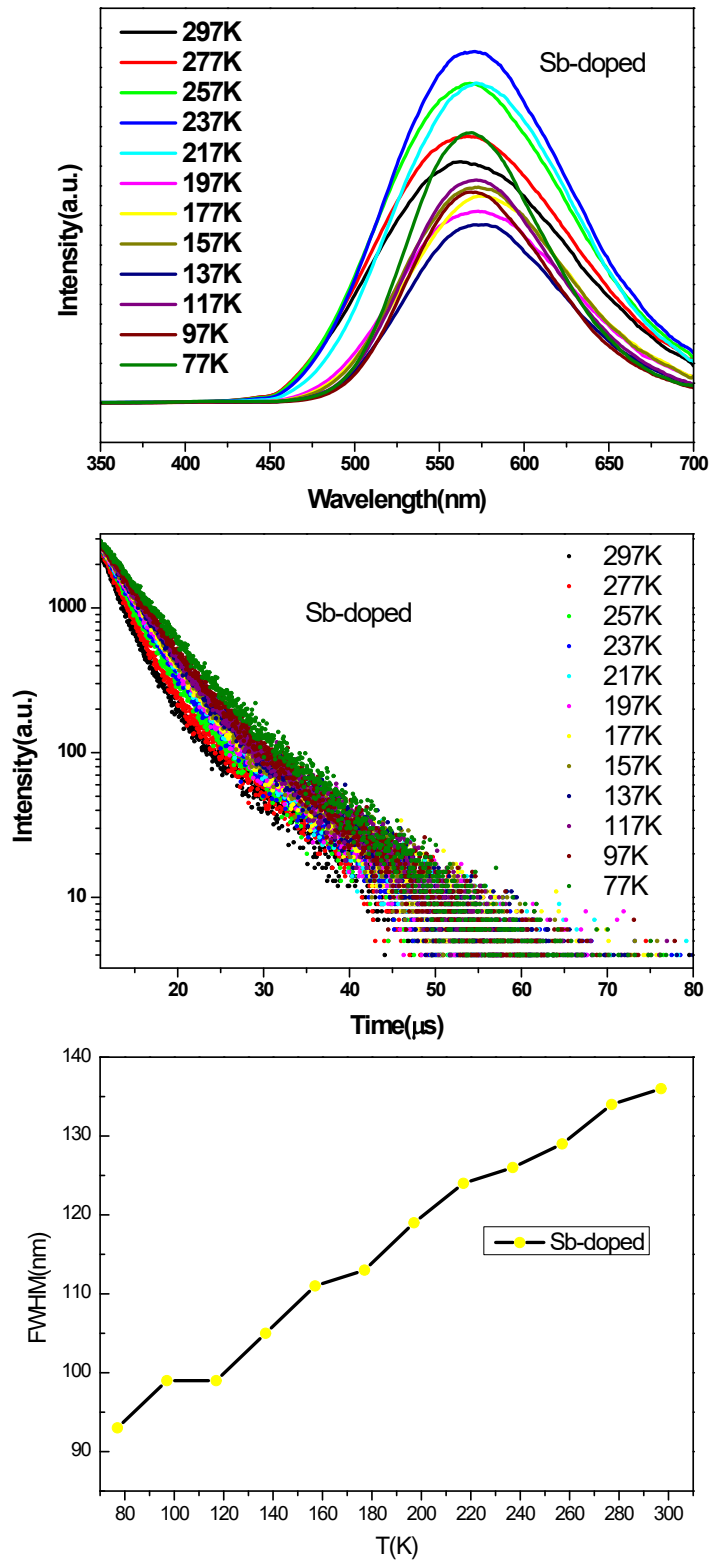 297K
277K
257K
237K
217K
197K
177K
157K
137K
117K
97K
77K
Sb-doped
Intensity(a.u.)
350 400 450 500 550 600 650 700
Wavelength(nm)
1000
100
10
Sb-doped
297K
277K
257K
237K
217K
197K
177K
157K
137K
117K
97K
77K
Intensity(a.u.)
20 30 40 50 60 70 80
Time(μs)
140
130
120
110
100
90
FWHM(nm)
Sb-doped
80 100 120 140 160 180 200 220 240 260 280 300
T(K)